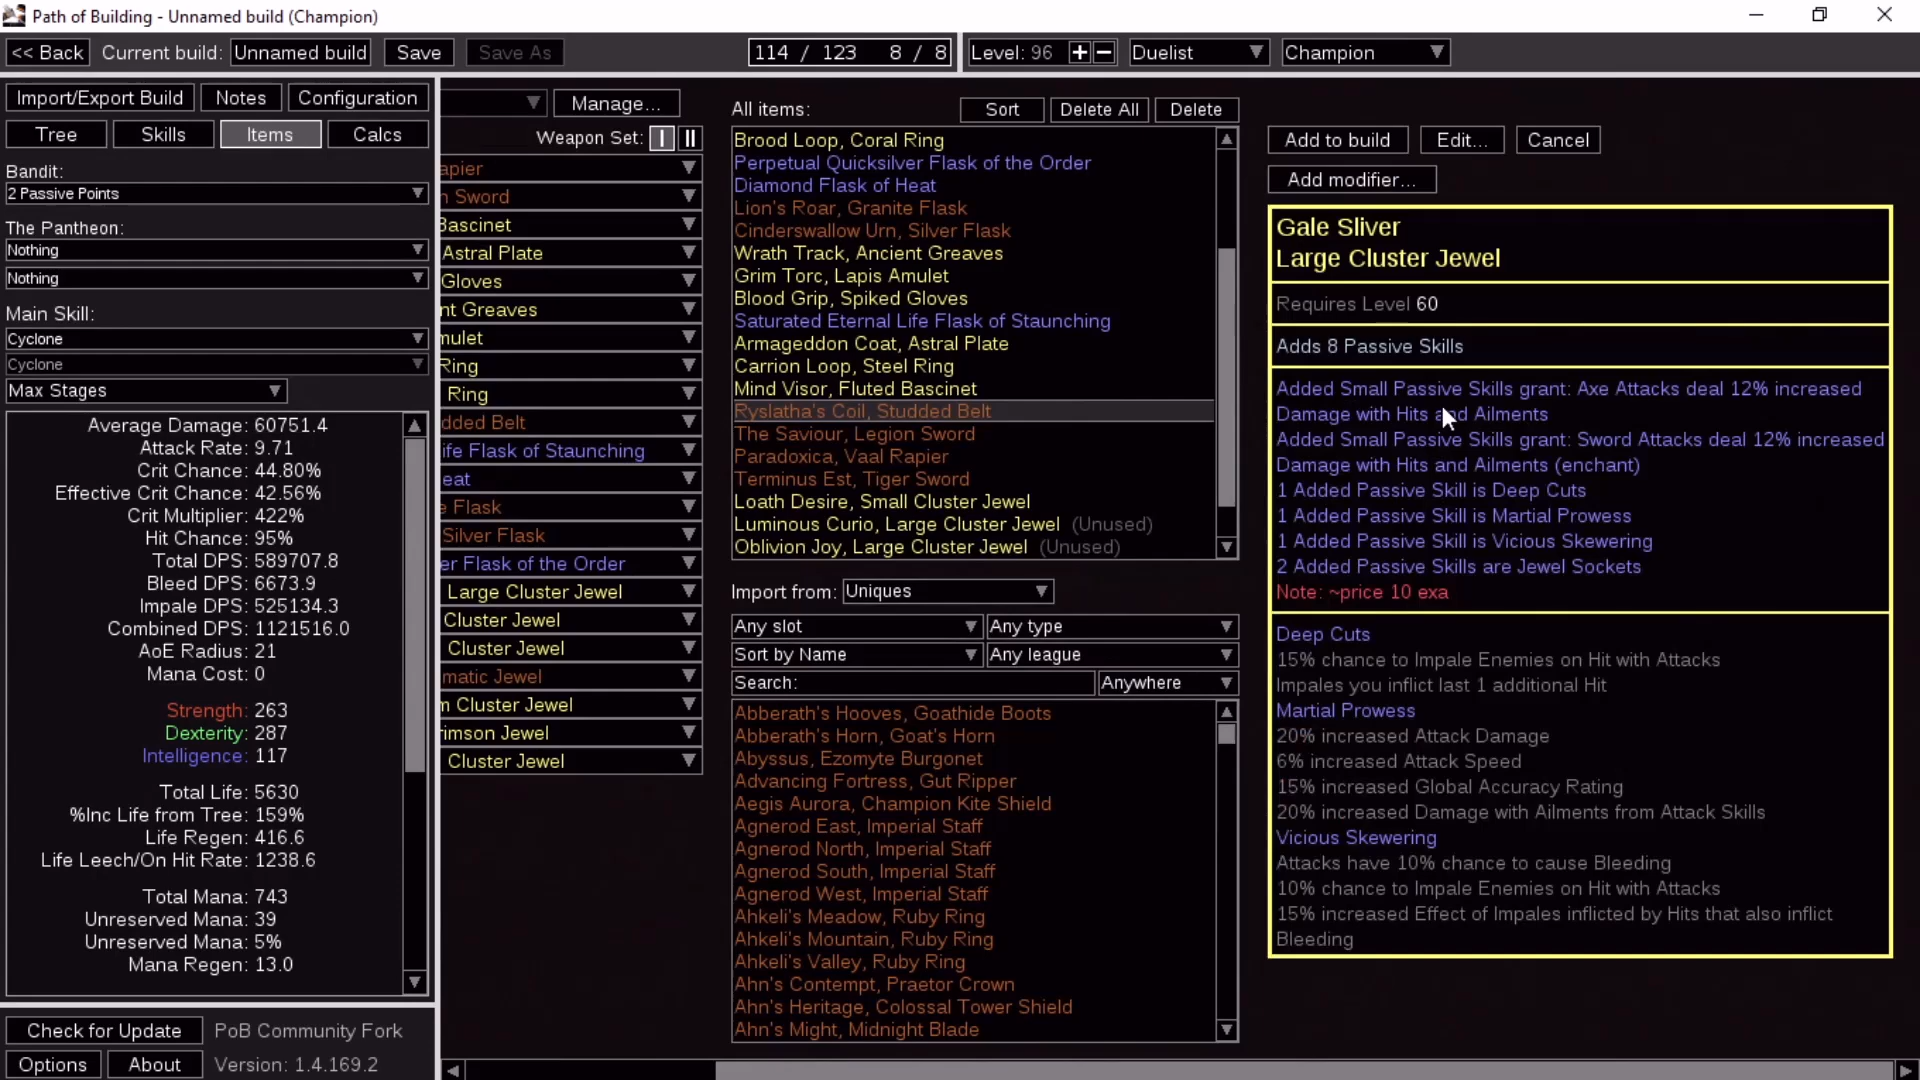 Path of Building - Unnamed build (Champion)
<< Back
Current build:
Unnamed build
Save
Save As
114 / 123 8 / 8
Level: 96
+
−
Duelist
Champion
Import/Export Build
Notes
Configuration
Tree
Skills
Items
Calcs
Bandit:
2 Passive Points
The Pantheon:
Nothing
Nothing
Main Skill:
Cyclone
Cyclone
Max Stages
Average Damage: 60751.4
Attack Rate: 9.71
Crit Chance: 44.80%
Effective Crit Chance: 42.56%
Crit Multiplier: 422%
Hit Chance: 95%
Total DPS: 589707.8
Bleed DPS: 6673.9
Impale DPS: 525134.3
Combined DPS: 1121516.0
AoE Radius: 21
Mana Cost: 0
Strength: 263
Dexterity: 287
Intelligence: 117
Total Life: 5630
%Inc Life from Tree: 159%
Life Regen: 416.6
Life Leech/On Hit Rate: 1238.6
Total Mana: 743
Unreserved Mana: 39
Unreserved Mana: 5%
Mana Regen: 13.0
Check for Update
PoB Community Fork
Options
About
Version: 1.4.169.2
Manage...
Weapon Set: I II
apier
n Sword
Bascinet
Astral Plate
Gloves
nt Greaves
mulet
Ring
Ring
dded Belt
ife Flask of Staunching
eat
e Flask
Silver Flask
er Flask of the Order
Large Cluster Jewel
Cluster Jewel
Cluster Jewel
matic Jewel
m Cluster Jewel
rimson Jewel
Cluster Jewel
All items:
Sort
Delete All
Delete
Brood Loop, Coral Ring
Perpetual Quicksilver Flask of the Order
Diamond Flask of Heat
Lion's Roar, Granite Flask
Cinderswallow Urn, Silver Flask
Wrath Track, Ancient Greaves
Grim Torc, Lapis Amulet
Blood Grip, Spiked Gloves
Saturated Eternal Life Flask of Staunching
Armageddon Coat, Astral Plate
Carrion Loop, Steel Ring
Mind Visor, Fluted Bascinet
Ryslatha's Coil, Studded Belt
The Saviour, Legion Sword
Paradoxica, Vaal Rapier
Terminus Est, Tiger Sword
Loath Desire, Small Cluster Jewel
Luminous Curio, Large Cluster Jewel (Unused)
Oblivion Joy, Large Cluster Jewel (Unused)
Import from:
Uniques
Any slot
Any type
Sort by Name
Any league
Search:
Anywhere
Abberath's Hooves, Goathide Boots
Abberath's Horn, Goat's Horn
Abyssus, Ezomyte Burgonet
Advancing Fortress, Gut Ripper
Aegis Aurora, Champion Kite Shield
Agnerod East, Imperial Staff
Agnerod North, Imperial Staff
Agnerod South, Imperial Staff
Agnerod West, Imperial Staff
Ahkeli's Meadow, Ruby Ring
Ahkeli's Mountain, Ruby Ring
Ahkeli's Valley, Ruby Ring
Ahn's Contempt, Praetor Crown
Ahn's Heritage, Colossal Tower Shield
Ahn's Might, Midnight Blade
Add to build
Edit...
Cancel
Add modifier...
Gale Sliver
Large Cluster Jewel
Requires Level 60
Adds 8 Passive Skills
Added Small Passive Skills grant: Axe Attacks deal 12% increased
Damage with Hits and Ailments
Added Small Passive Skills grant: Sword Attacks deal 12% increased
Damage with Hits and Ailments (enchant)
1 Added Passive Skill is Deep Cuts
1 Added Passive Skill is Martial Prowess
1 Added Passive Skill is Vicious Skewering
2 Added Passive Skills are Jewel Sockets
Note: ~price 10 exa
Deep Cuts
15% chance to Impale Enemies on Hit with Attacks
Impales you inflict last 1 additional Hit
Martial Prowess
20% increased Attack Damage
6% increased Attack Speed
15% increased Global Accuracy Rating
20% increased Damage with Ailments from Attack Skills
Vicious Skewering
Attacks have 10% chance to cause Bleeding
10% chance to Impale Enemies on Hit with Attacks
15% increased Effect of Impales inflicted by Hits that also inflict
Bleeding